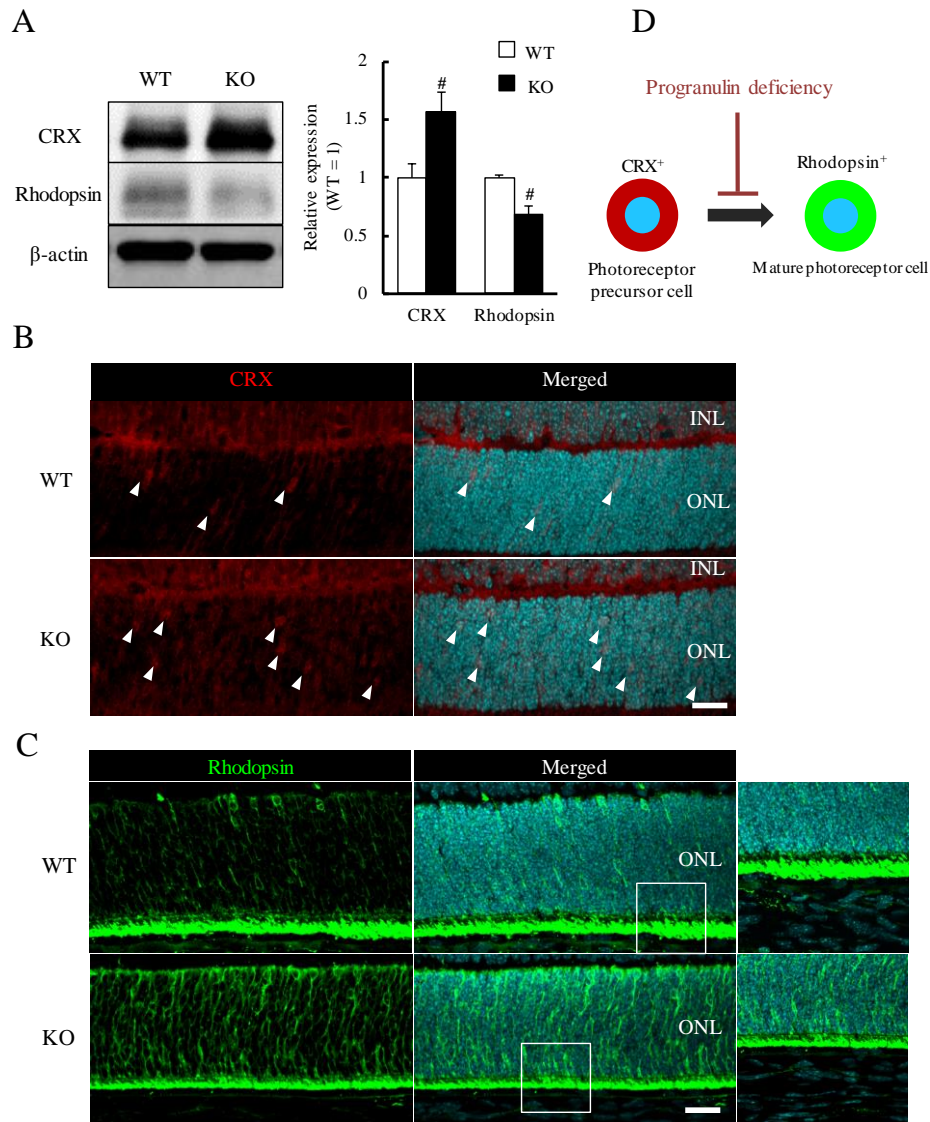 A
WT KO
CRX
Rhodopsin
β-actin
Relative expression
(WT = 1)
2
1.5
1
0.5
0
#
#
CRX Rhodopsin
WT
KO
D
Progranulin deficiency
CRX+
Rhodopsin+
Photoreceptor
precursor cell
Mature photoreceptor cell
B
CRX Merged
WT
INL
ONL
KO
INL
ONL
C
Rhodopsin Merged
WT
ONL
KO
ONL